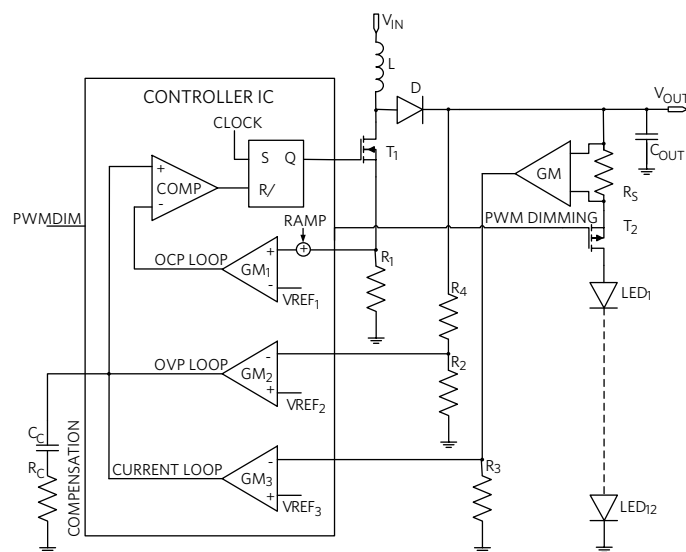 VIN
L
CONTROLLER IC
D
VOUT
CLOCK
S Q
R/
T1
COUT
+
COMP
-
GM
RS
PWMDIM
RAMP
PWM DIMMING
T2
+
OCP LOOP
+
GM1
-
VREF1
R1
R4
LED1
OVP LOOP
-
GM2
+
VREF2
R2
CC
RC
COMPENSATION
CURRENT LOOP
-
GM3
+
VREF3
R3
LED12